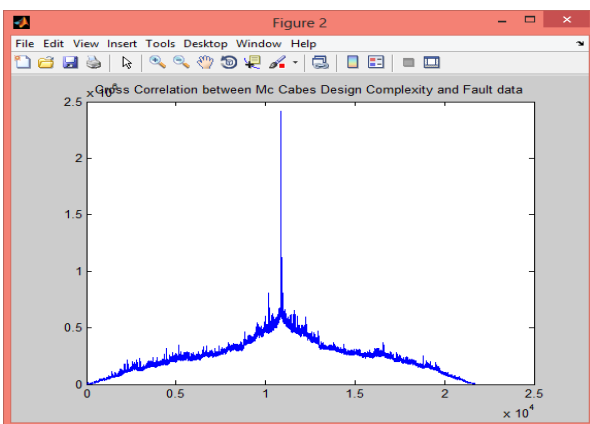 Figure 2
File Edit View Insert Tools Desktop Window Help
Cross Correlation between Mc Cabes Design Complexity and Fault data
2.5
2
1.5
1
0.5
0
0 0.5 1 1.5 2 2.5
x 10^4